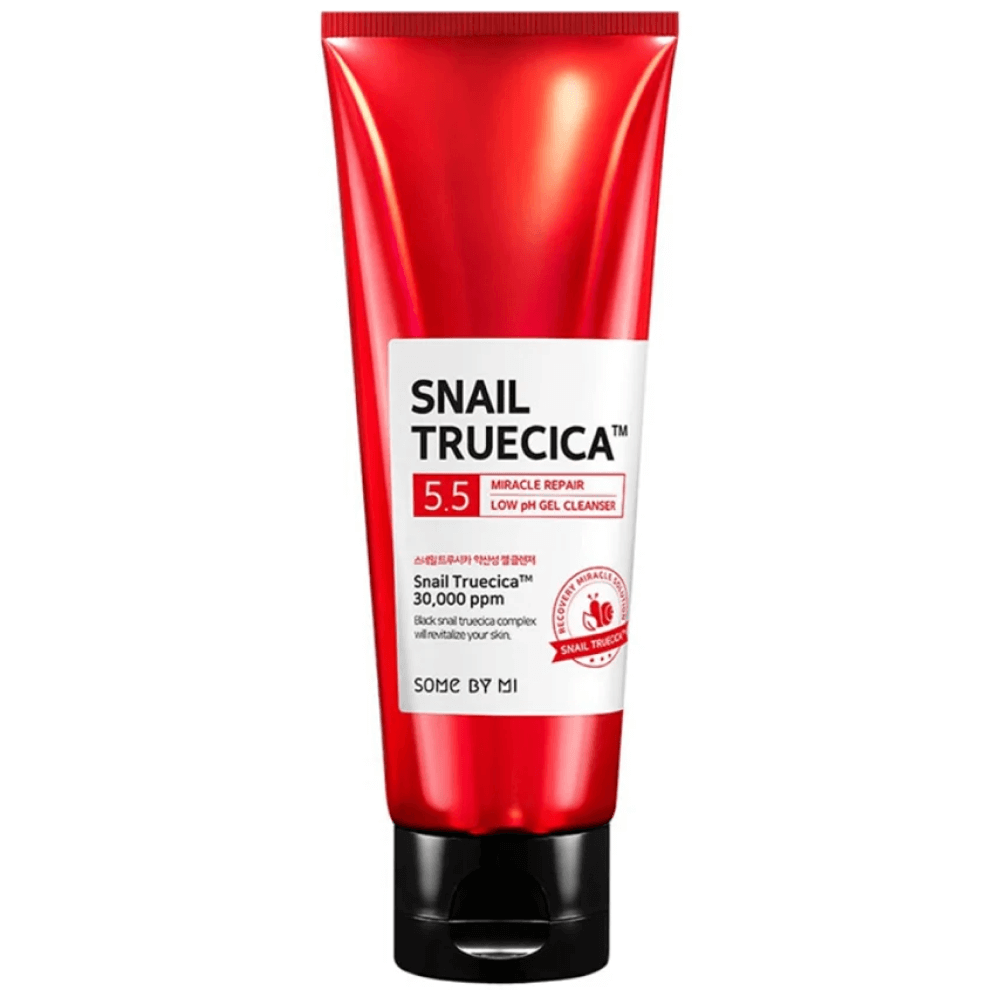 SNAIL
TRUECICA™
5.5
MIRACLE REPAIR
LOW pH GEL CLEANSER
스네일 트루시카 약산성 젤 클렌저
Snail Truecica™
30,000 ppm
Black snail truecica complex
will revitalize your skin.
RECOVERY MIRACLE SOLUTION
SNAIL TRUECICA™
SOME BY MI